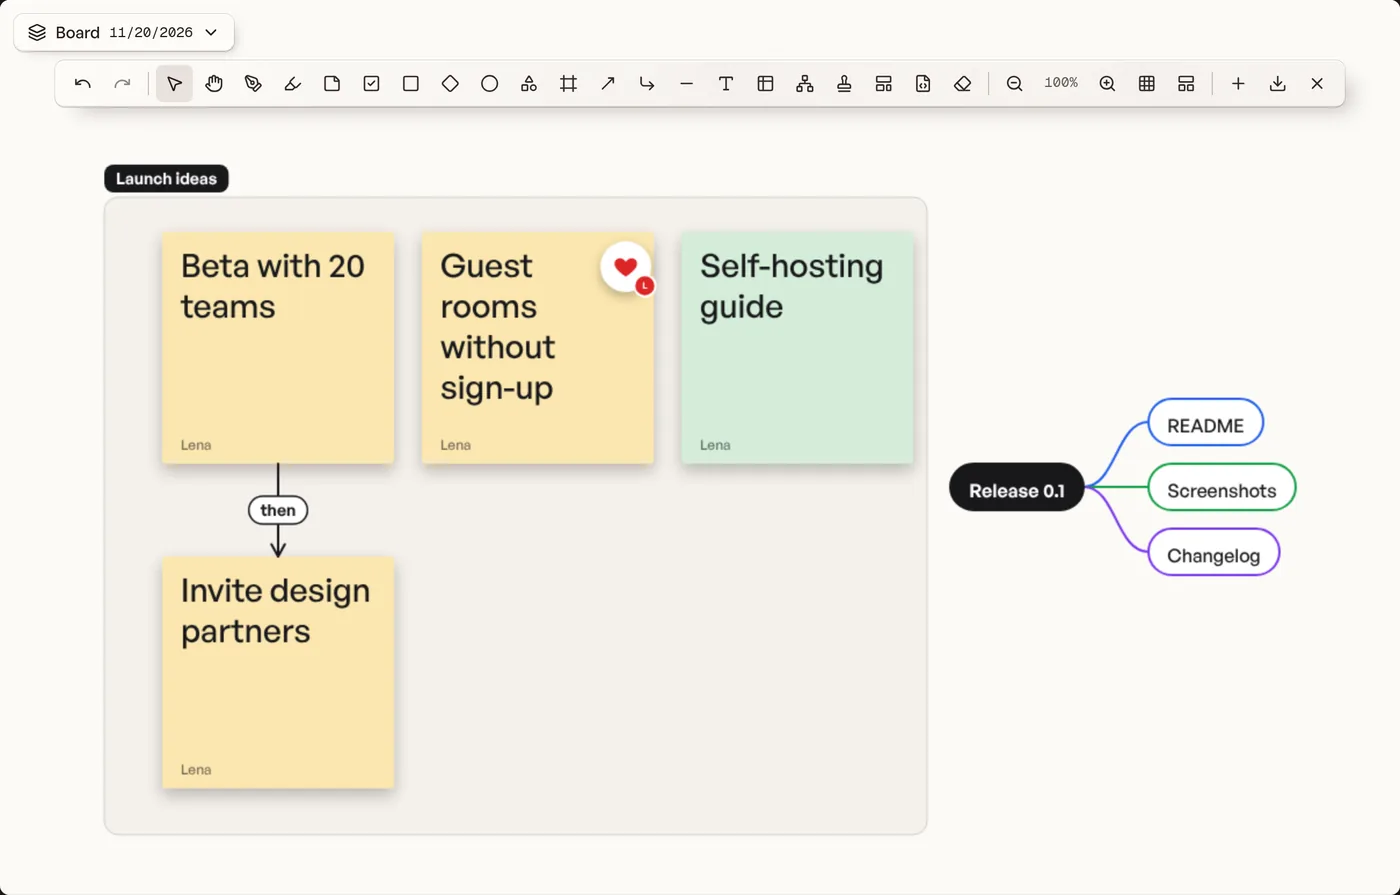 Board 11/20/2026
100%
Launch ideas
Beta with 20
teams
Lena
Guest
rooms
without
sign-up
L
Lena
Self-hosting
guide
Lena
then
Invite design
partners
Lena
Release 0.1
README
Screenshots
Changelog